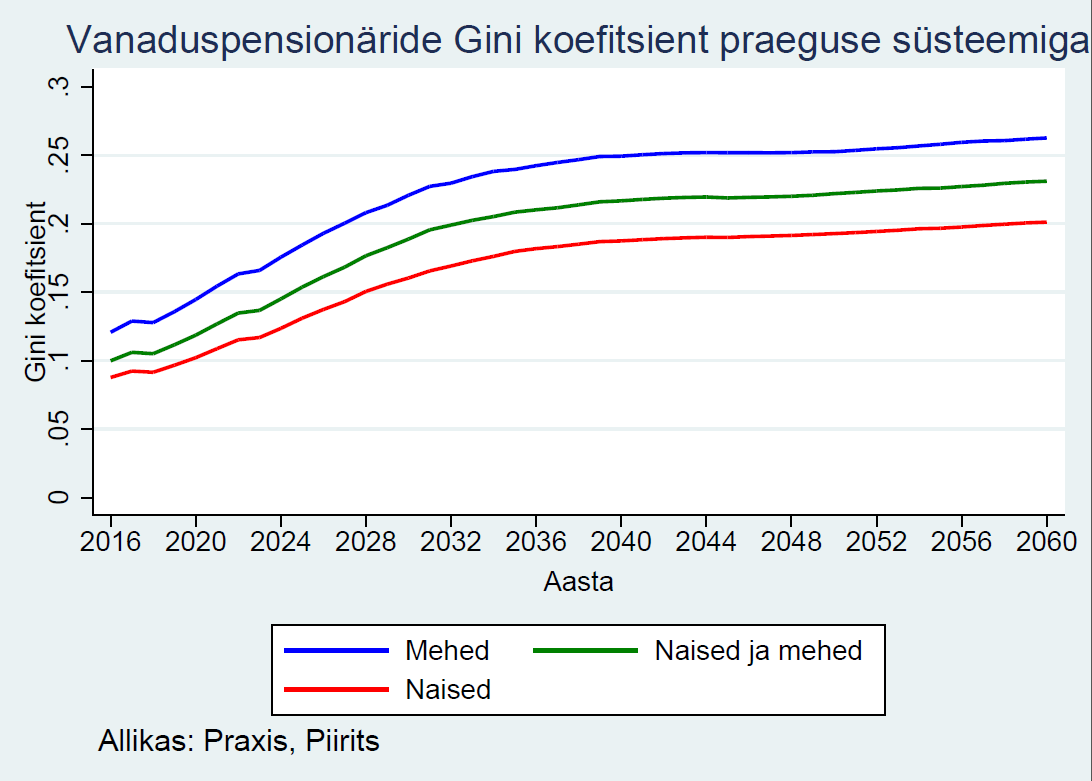 Vanaduspensionäride Gini koefitsient praeguse süsteemiga
Gini koefitsient
.3
.25
.2
.15
.1
.05
0
2016 2020 2024 2028 2032 2036 2040 2044 2048 2052 2056 2060
Aasta
Mehed Naised ja mehed
Naised
Allikas: Praxis, Piirits